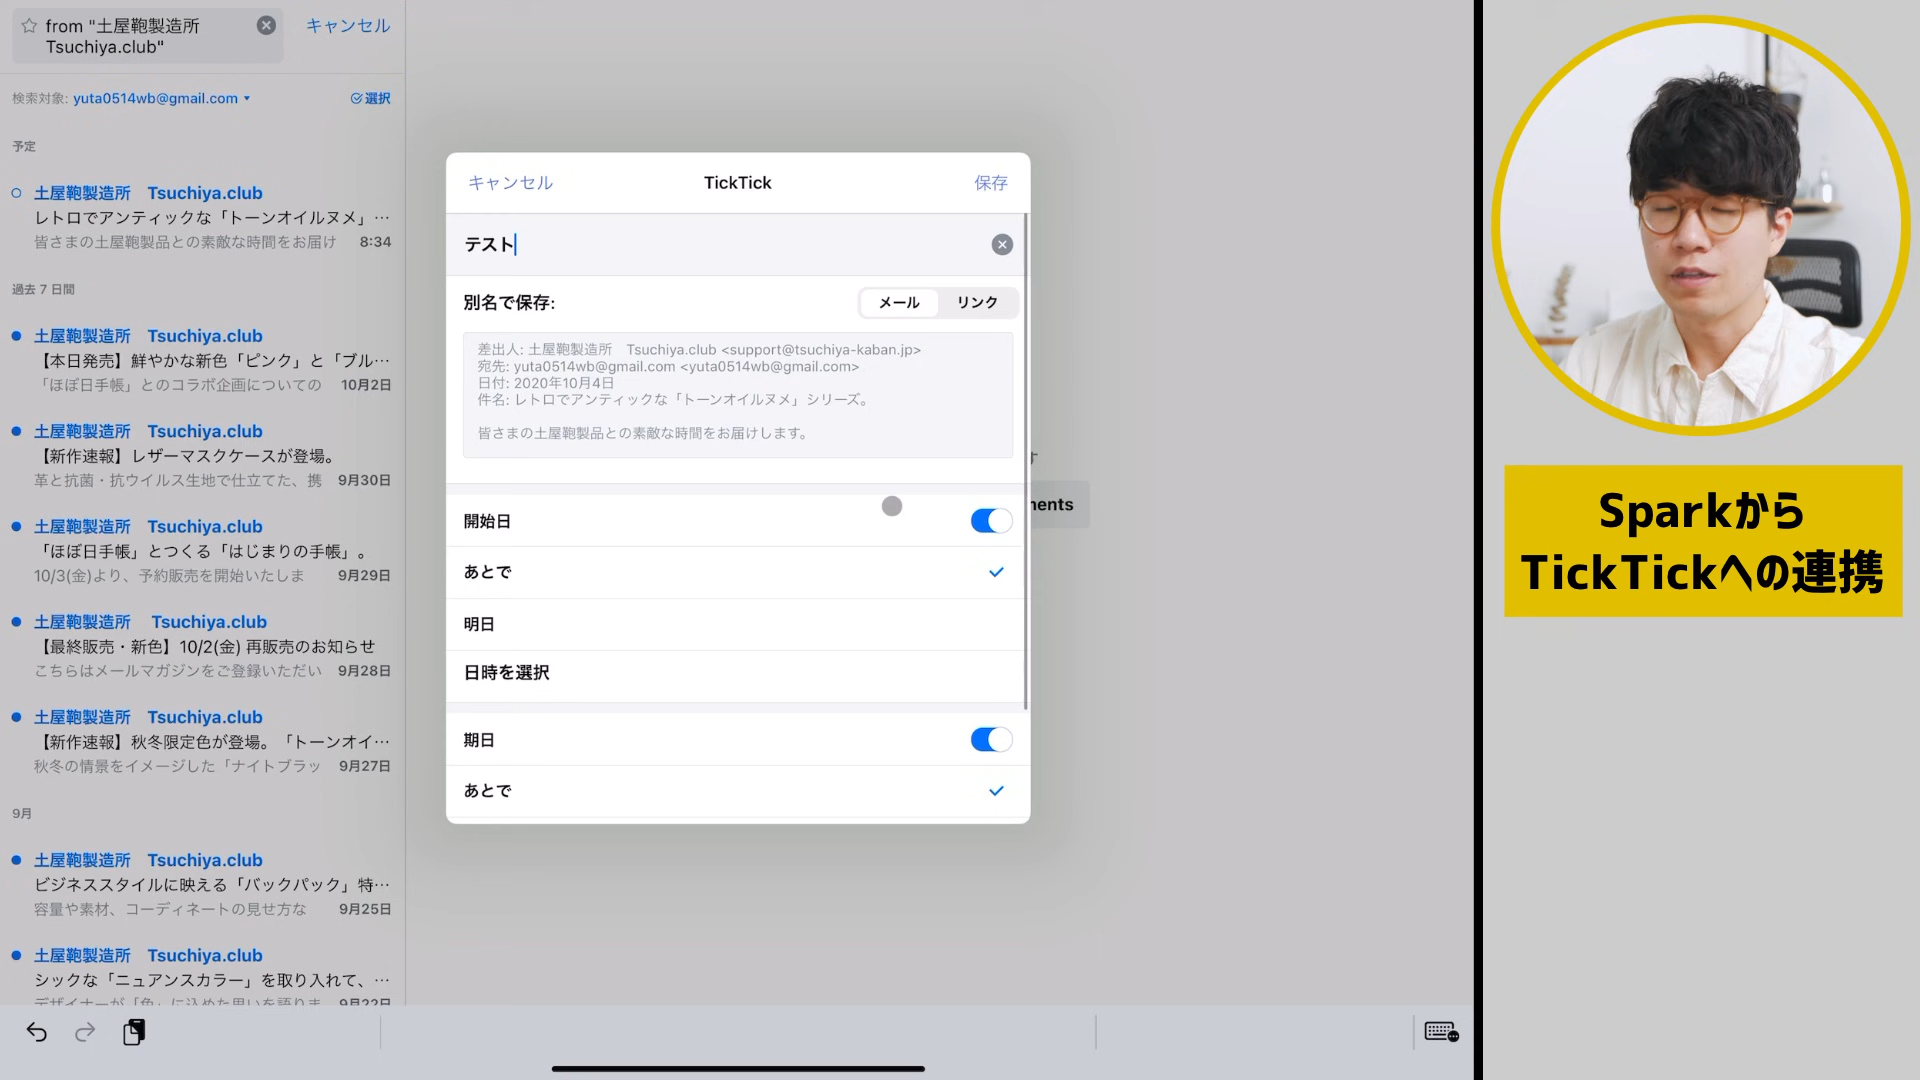 from "土屋鞄製造所
Tsuchiya.club"
キャンセル
検索対象: yuta0514wb@gmail.com
選択
予定
土屋鞄製造所 Tsuchiya.club
レトロでアンティックな「トーンオイルヌメ」…
皆さまの土屋鞄製品との素敵な時間をお届け 8:34
過去 7 日間
土屋鞄製造所 Tsuchiya.club
【本日発売】鮮やかな新色「ピンク」と「ブル…
「ほぼ日手帳」とのコラボ企画についての 10月2日
土屋鞄製造所 Tsuchiya.club
【新作速報】レザーマスクケースが登場。
革と抗菌・抗ウイルス生地で仕立てた、携 9月30日
土屋鞄製造所 Tsuchiya.club
「ほぼ日手帳」とつくる「はじまりの手帳」。
10/3(金)より、予約販売を開始いたしま 9月29日
土屋鞄製造所 Tsuchiya.club
【最終販売・新色】10/2(金) 再販売のお知らせ
こちらはメールマガジンをご登録いただい 9月28日
土屋鞄製造所 Tsuchiya.club
【新作速報】秋冬限定色が登場。「トーンオイ…
秋冬の情景をイメージした「ナイトブラッ 9月27日
9月
土屋鞄製造所 Tsuchiya.club
ビジネススタイルに映える「バックパック」特…
容量や素材、コーディネートの見せ方な 9月25日
土屋鞄製造所 Tsuchiya.club
シックな「ニュアンスカラー」を取り入れて、…
デザイナーが「色」に込めた思いを語りま 9月22日
キャンセル
TickTick
保存
テスト
別名で保存:
メール
リンク
差出人: 土屋鞄製造所 Tsuchiya.club <support@tsuchiya-kaban.jp>
宛先: yuta0514wb@gmail.com <yuta0514wb@gmail.com>
日付: 2020年10月4日
件名: レトロでアンティックな「トーンオイルヌメ」シリーズ。
皆さまの土屋鞄製品との素敵な時間をお届けします。
開始日
あとで
明日
日時を選択
期日
あとで
す
nents
Sparkから
TickTickへの連携